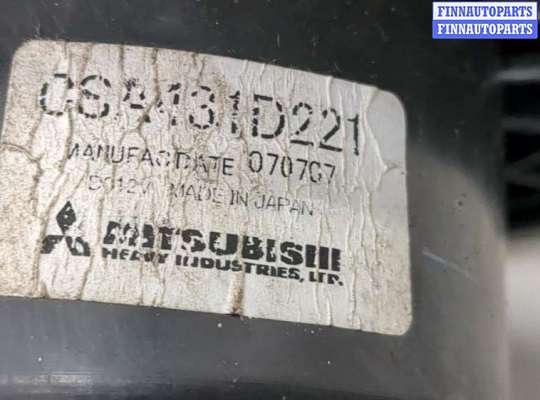 FINNAUTOPARTS
FINNAUTOPARTS
CSA431D221
MANUFAC.DATE 070707
DC12V MADE IN JAPAN
MITSUBISHI
HEAVY INDUSTRIES, LTD.